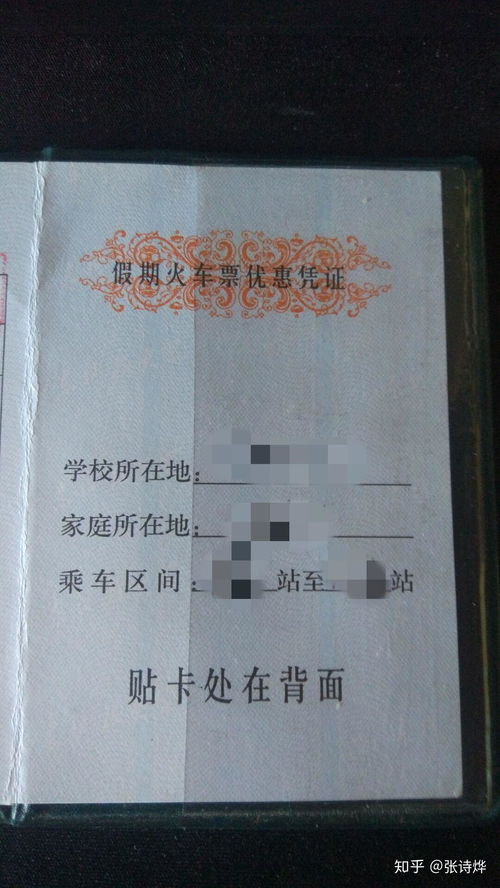 假期火车票优惠凭证
学校所在地：
家庭所在地：
乘车区间： 站至 站
贴卡处在背面
知乎 @张诗烨